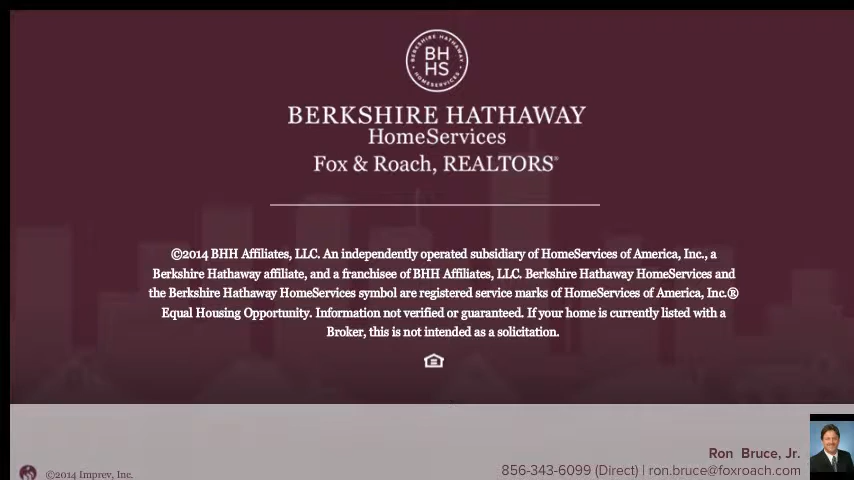 BERKSHIRE HATHAWAY
HOMESERVICES
BH
HS
BERKSHIRE HATHAWAY
HomeServices
Fox & Roach, REALTORS®
©2014 BHH Affiliates, LLC. An independently operated subsidiary of HomeServices of America, Inc., a
Berkshire Hathaway affiliate, and a franchisee of BHH Affiliates, LLC. Berkshire Hathaway HomeServices and
the Berkshire Hathaway HomeServices symbol are registered service marks of HomeServices of America, Inc.®
Equal Housing Opportunity. Information not verified or guaranteed. If your home is currently listed with a
Broker, this is not intended as a solicitation.
Ron Bruce, Jr.
856-343-6099 (Direct) | ron.bruce@foxroach.com
©2014 Imprev, Inc.